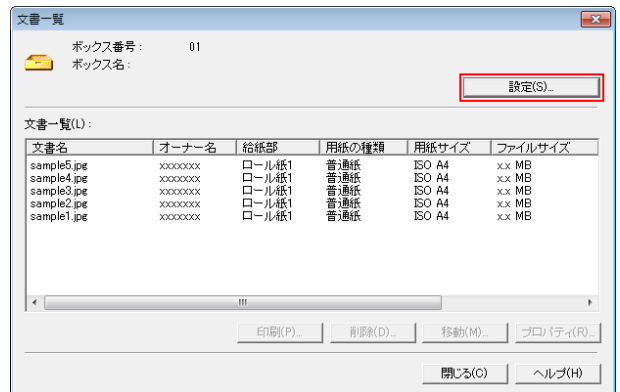 文書一覧
ボックス番号： 01
ボックス名：
設定(S)...
文書一覧(L)：
文書名 オーナー名 給紙部 用紙の種類 用紙サイズ ファイルサイズ
sample5.jpg xxxxxxx ロール紙1 普通紙 ISO A4 x.x MB
sample4.jpg xxxxxxx ロール紙1 普通紙 ISO A4 x.x MB
sample3.jpg xxxxxxx ロール紙1 普通紙 ISO A4 x.x MB
sample2.jpg xxxxxxx ロール紙1 普通紙 ISO A4 x.x MB
sample1.jpg xxxxxxx ロール紙1 普通紙 ISO A4 x.x MB
印刷(P)... 削除(D)... 移動(M)... プロパティ(R)...
閉じる(C) ヘルプ(H)